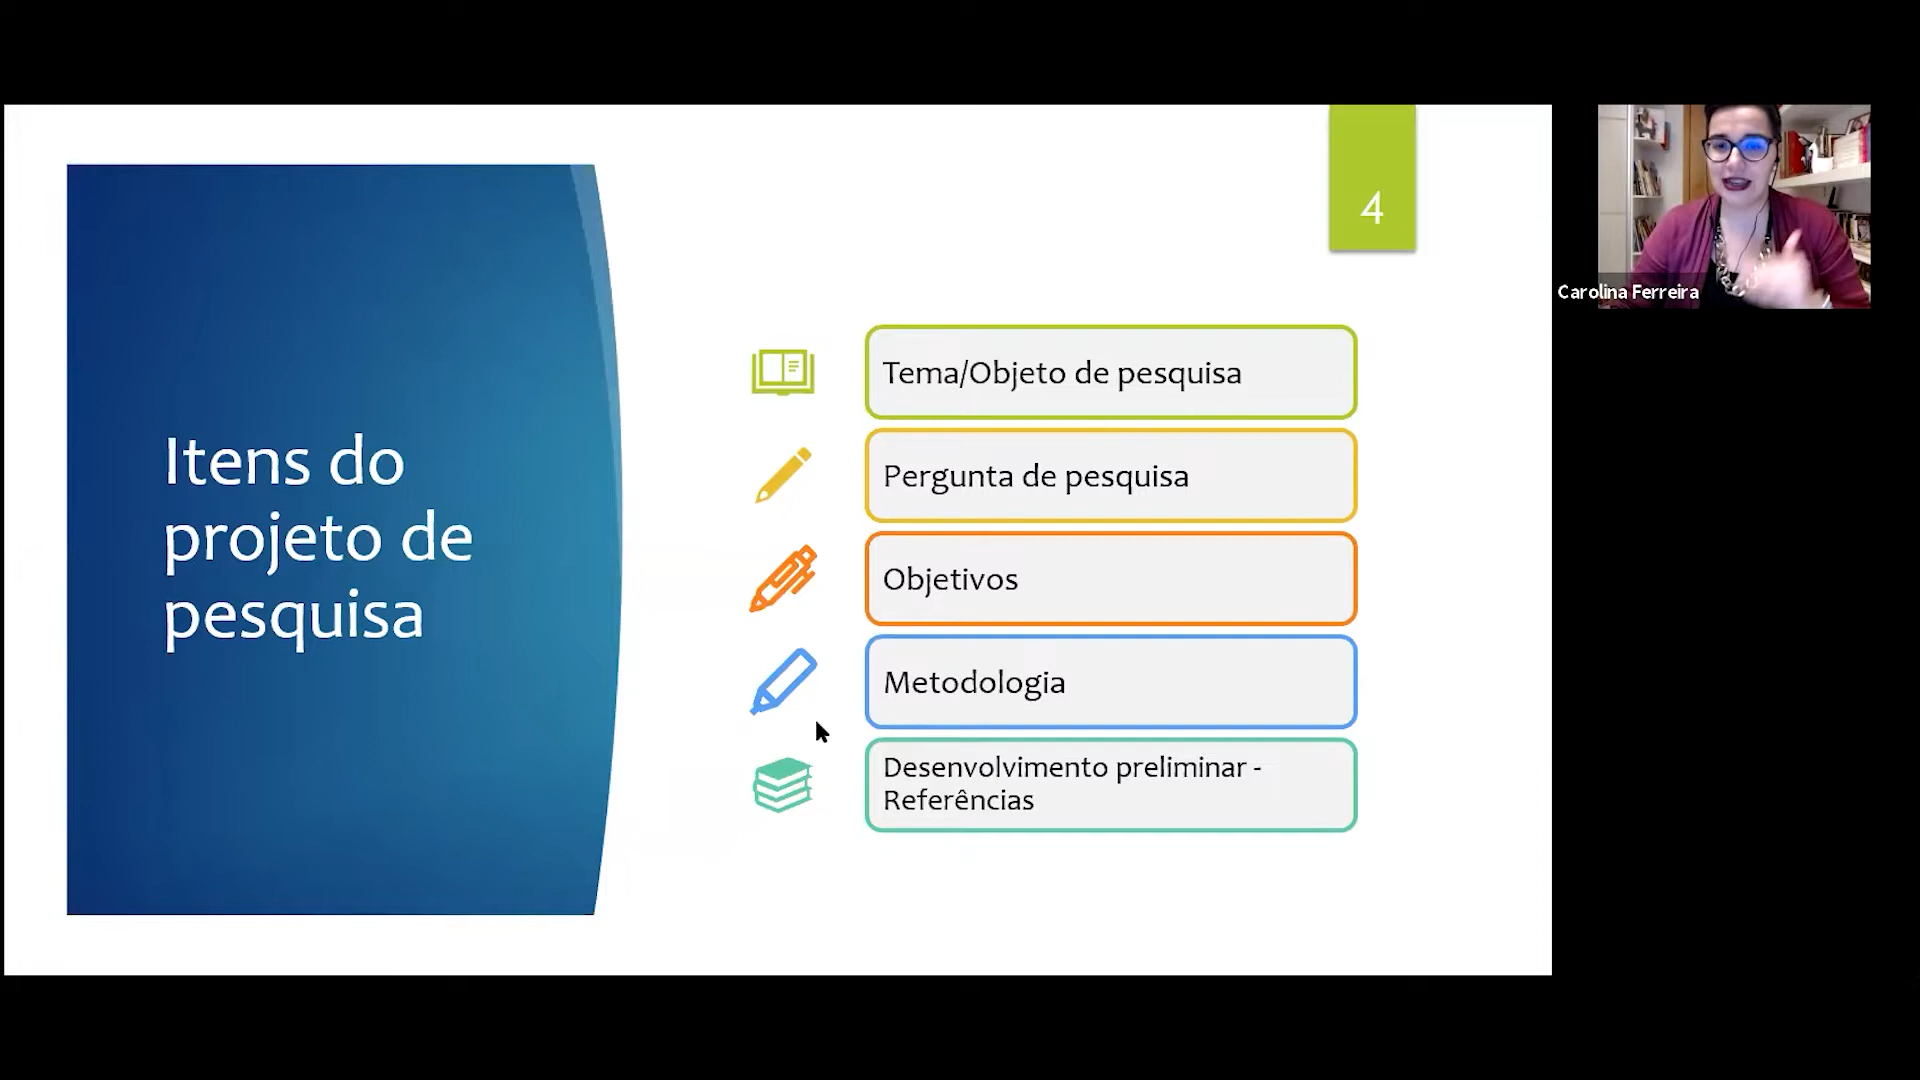 4
Itens do
projeto de
pesquisa
Tema/Objeto de pesquisa
Pergunta de pesquisa
Objetivos
Metodologia
Desenvolvimento preliminar -
Referências
Carolina Ferreira